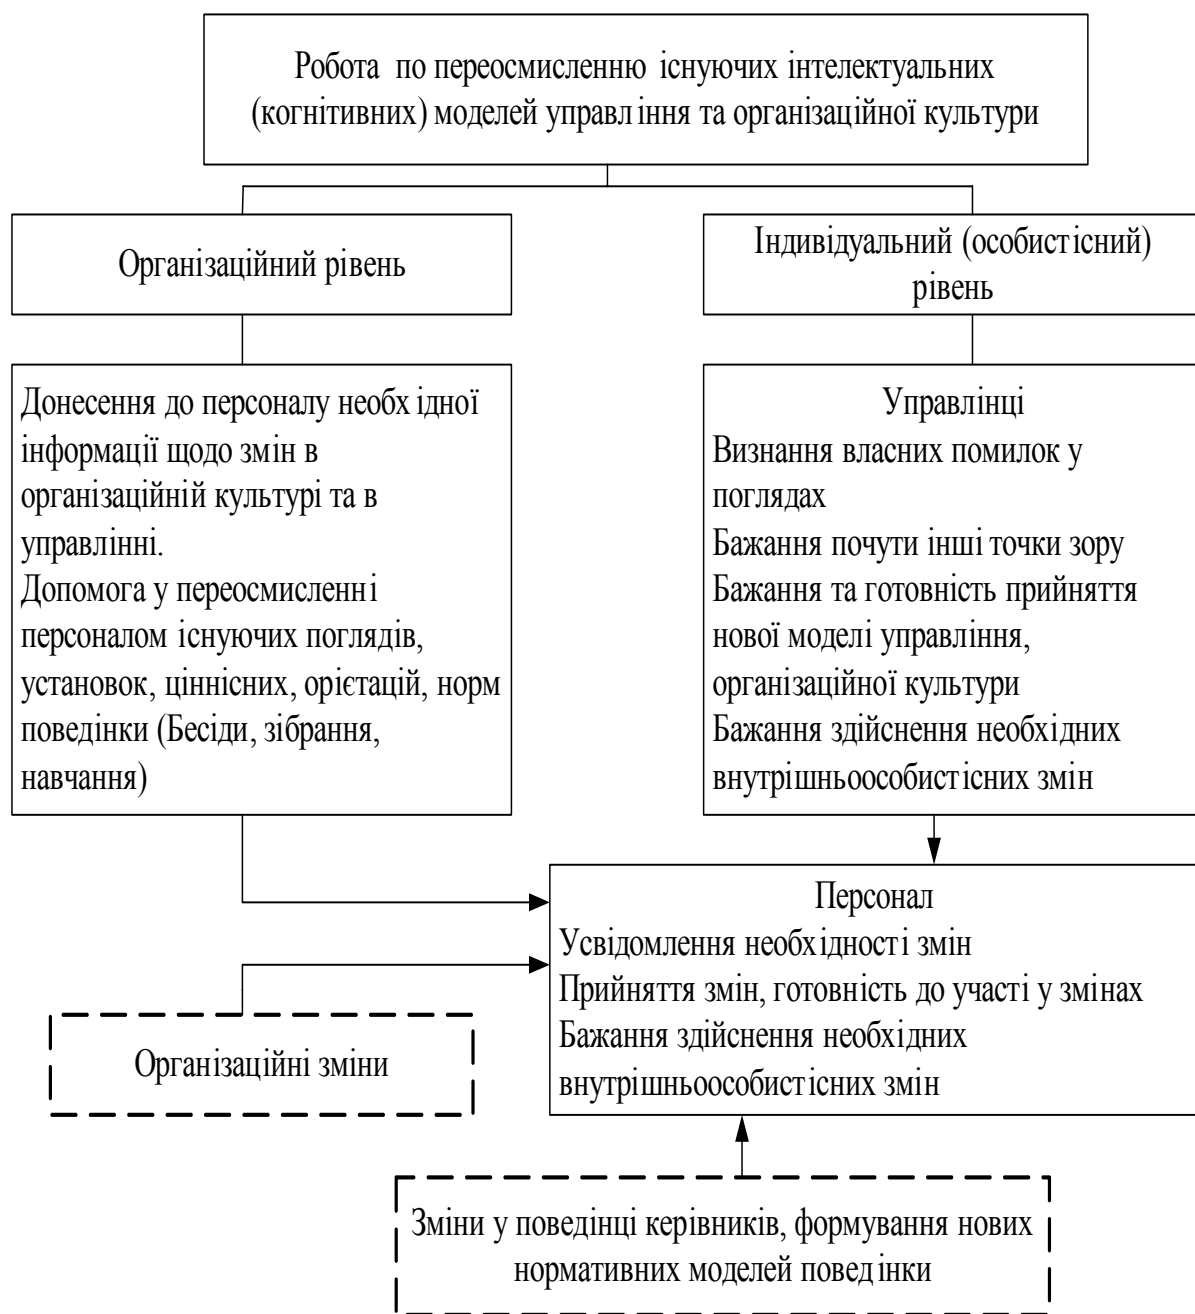 Робота по переосмисленню існуючих інтелектуальних
(когнітивних) моделей управління та організаційної культури
Організаційний рівень
Індивідуальний (особистісний)
рівень
Донесення до персоналу необхідної
інформації щодо змін в
організаційній культурі та в
управлінні.
Допомога у переосмисленні
персоналом існуючих поглядів,
установок, ціннісних, орієтацій, норм
поведінки (Бесіди, зібрання,
навчання)
Управлінці
Визнання власних помилок у
поглядах
Бажання почути інші точки зору
Бажання та готовність прийняття
нової моделі управління,
організаційної культури
Бажання здійснення необхідних
внутрішньоособистісних змін
Персонал
Усвідомлення необхідності змін
Прийняття змін, готовність до участі у змінах
Бажання здійснення необхідних
внутрішньоособистісних змін
Організаційні зміни
Зміни у поведінці керівників, формування нових
нормативних моделей поведінки